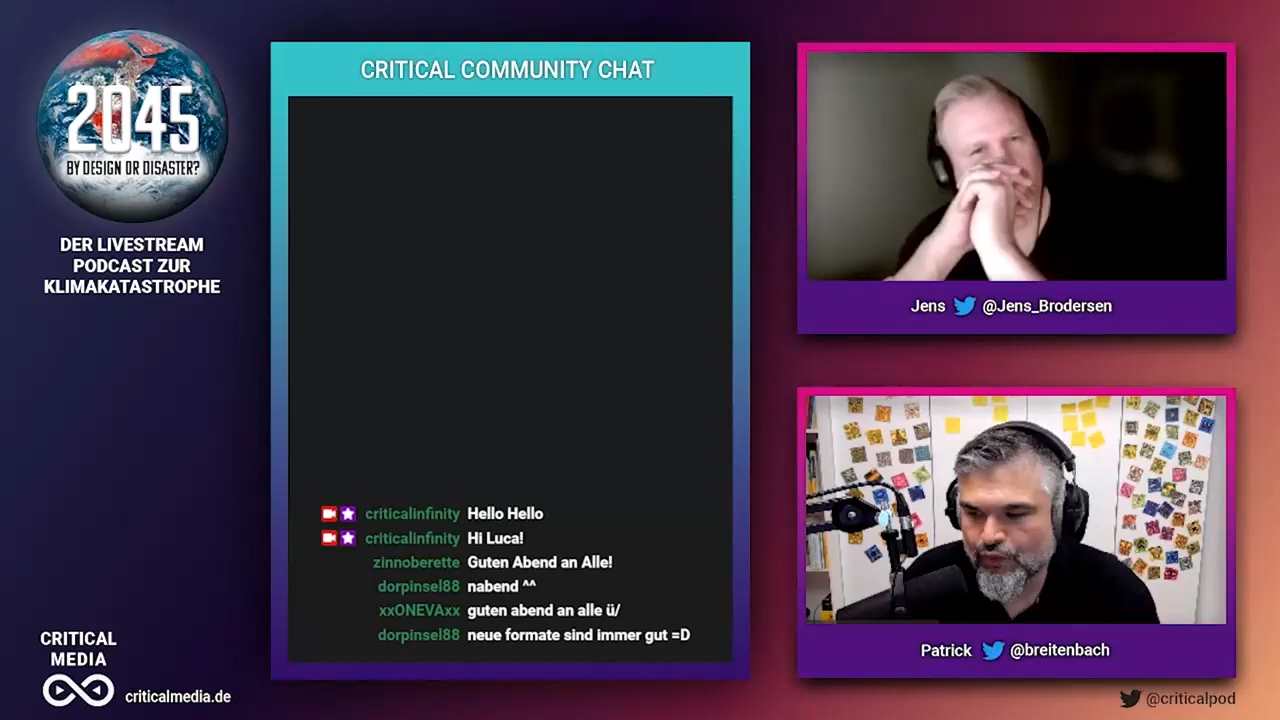 2045
BY DESIGN OR DISASTER?
DER LIVESTREAM
PODCAST ZUR
KLIMAKATASTROPHE
CRITICAL
MEDIA
criticalmedia.de
CRITICAL COMMUNITY CHAT
criticalinfinity Hello Hello
criticalinfinity Hi Luca!
zinnoberette Guten Abend an Alle!
dorpinsel88 nabend ^^
xxONEVAxx guten abend an alle ü/
dorpinsel88 neue formate sind immer gut =D
Jens @Jens_Brodersen
Patrick @breitenbach
@criticalpod